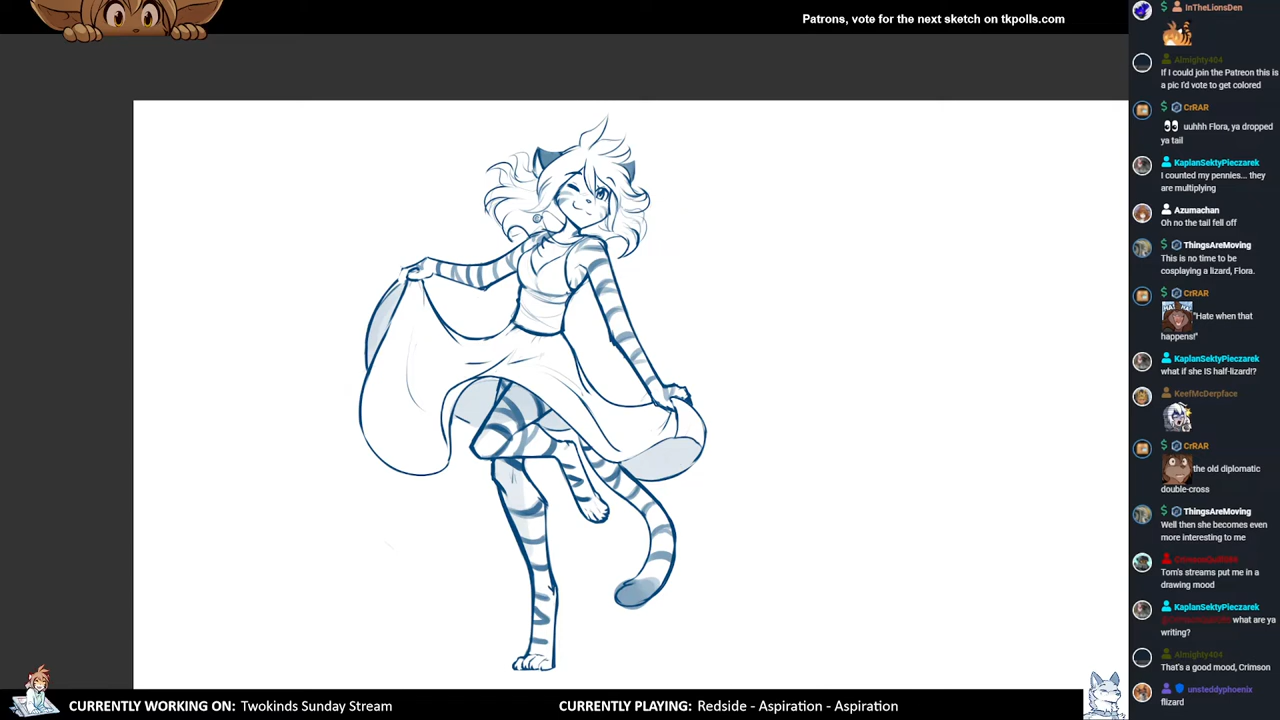 Patrons, vote for the next sketch on tkpolls.com
InTheLionsDen
Almighty404
If I could join the Patreon this is
a pic I'd vote to get colored
CrRAR
uuhhh Flora, ya dropped
ya tail
KaplanSektyPieczarek
I counted my pennies... they
are multiplying
Azumachan
Oh no the tail fell off
ThingsAreMoving
This is no time to be
cosplaying a lizard, Flora.
CrRAR
"Hate when that
happens!"
KaplanSektyPieczarek
what if she IS half-lizard!?
KeefMcDerpface
CrRAR
the old diplomatic
double-cross
ThingsAreMoving
Well then she becomes even
more interesting to me
Tom's streams put me in a
drawing mood
KaplanSektyPieczarek
what are ya
writing?
Almighty404
That's a good mood, Crimson
unsteddyphoenix
flizard
CURRENTLY WORKING ON: Twokinds Sunday Stream
CURRENTLY PLAYING: Redside - Aspiration - Aspiration